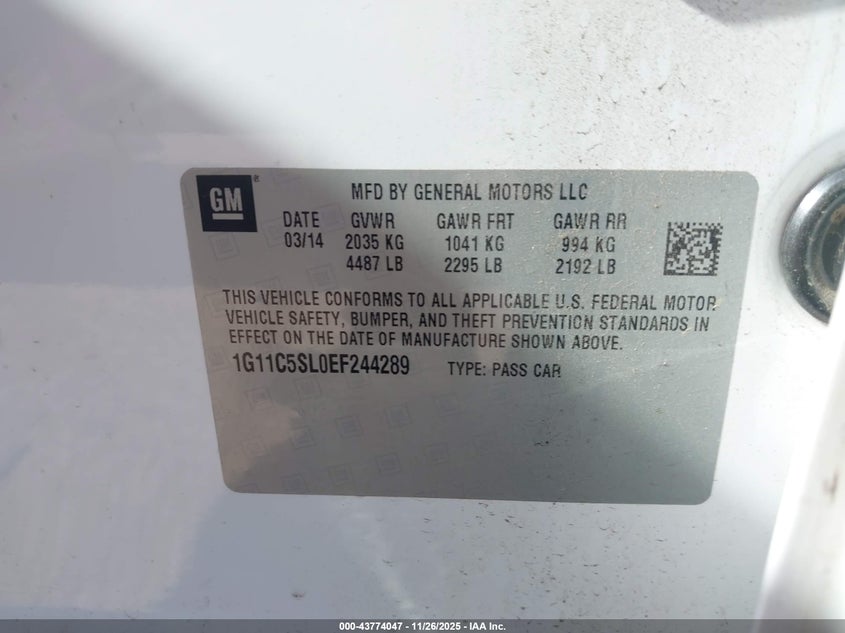 GM®
MFD BY GENERAL MOTORS LLC
DATE GVWR GAWR FRT GAWR RR
03/14 2035 KG 1041 KG 994 KG
4487 LB 2295 LB 2192 LB
THIS VEHICLE CONFORMS TO ALL APPLICABLE U.S. FEDERAL MOTOR
VEHICLE SAFETY, BUMPER, AND THEFT PREVENTION STANDARDS IN
EFFECT ON THE DATE OF MANUFACTURE SHOWN ABOVE.
1G11C5SL0EF244289 TYPE: PASS CAR
000-43774047 - 11/26/2025 - IAA Inc.